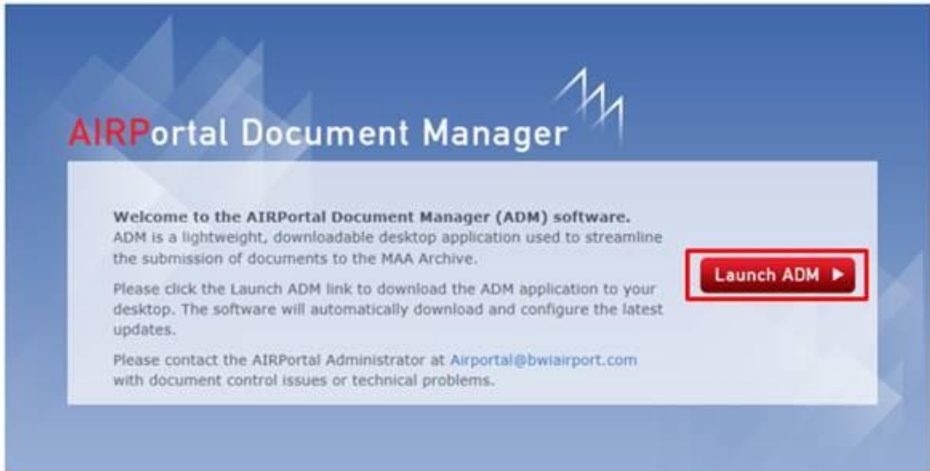 AIRPortal Document Manager
Welcome to the AIRPortal Document Manager (ADM) software.
ADM is a lightweight, downloadable desktop application used to streamline
the submission of documents to the MAA Archive.
Launch ADM
Please click the Launch ADM link to download the ADM application to your
desktop. The software will automatically download and configure the latest
updates.
Please contact the AIRPortal Administrator at Airportal@bwiairport.com
with document control issues or technical problems.